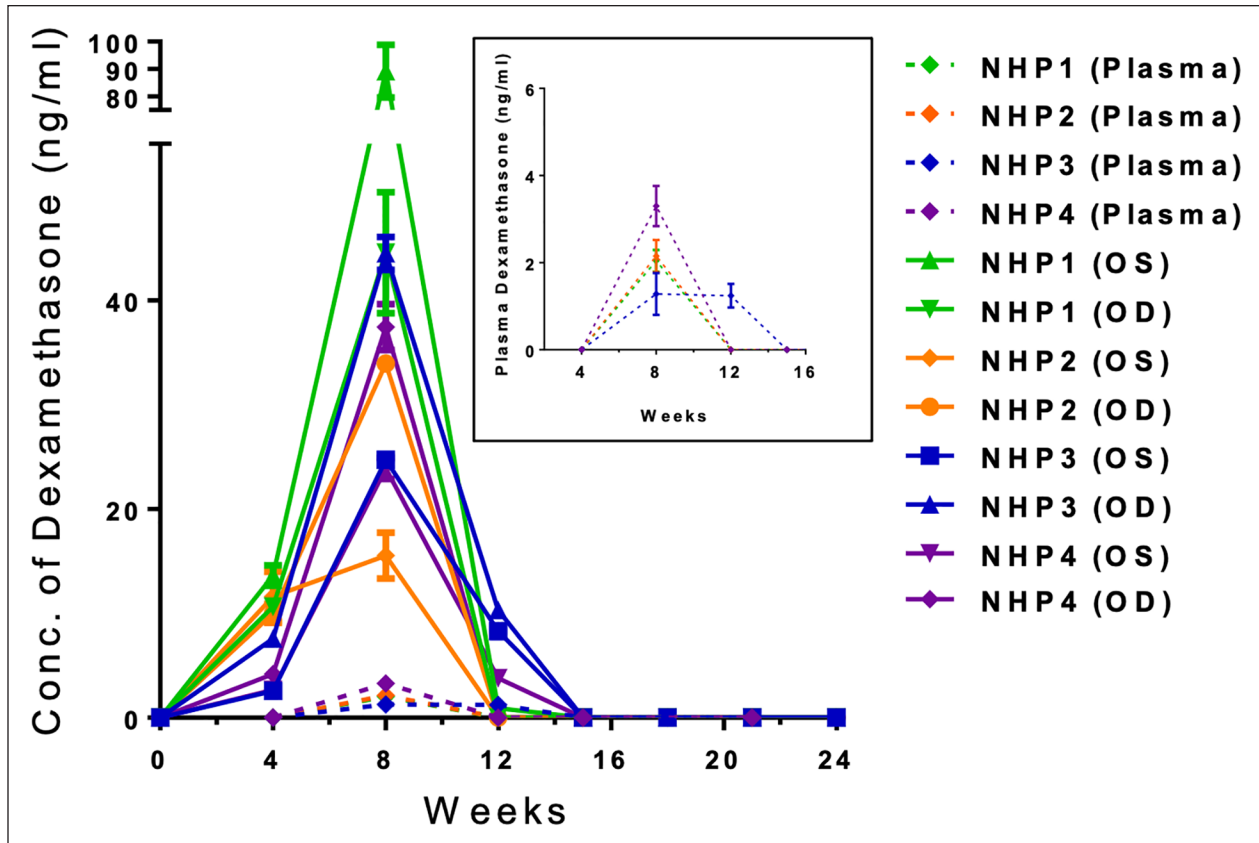 Conc. of Dexamethasone (ng/ml)
100
90
80
40
20
0
0 4 8 12 16 20 24
Weeks
Plasma Dexamethasone (ng/ml)
6
4
2
0
4 8 12 16
Weeks
NHP1 (Plasma)
NHP2 (Plasma)
NHP3 (Plasma)
NHP4 (Plasma)
NHP1 (OS)
NHP1 (OD)
NHP2 (OS)
NHP2 (OD)
NHP3 (OS)
NHP3 (OD)
NHP4 (OS)
NHP4 (OD)